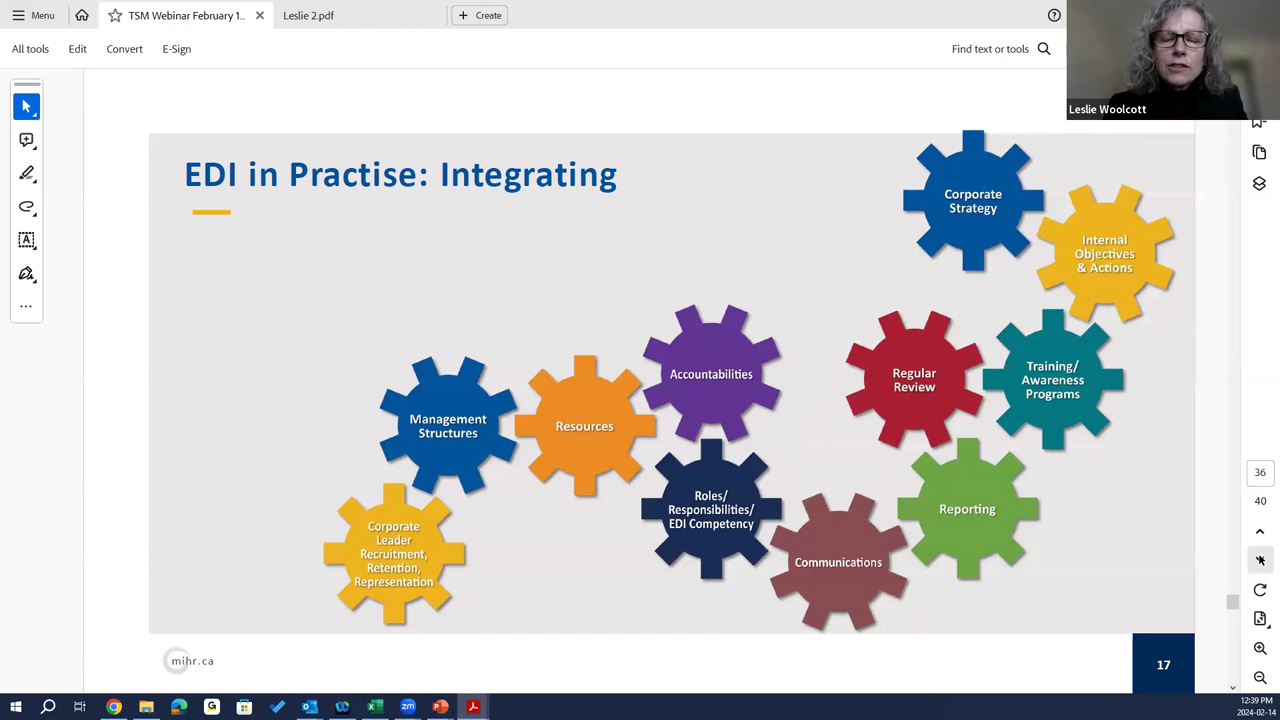 Menu
TSM Webinar February 1...
Leslie 2.pdf
Create
All tools
Edit
Convert
E-Sign
Find text or tools
Leslie Woolcott
EDI in Practise: Integrating
Corporate
Strategy
Internal
Objectives
& Actions
Accountabilities
Regular
Review
Training/
Awareness
Programs
Management
Structures
Resources
Roles/
Responsibilities/
EDI Competency
Reporting
Corporate
Leader
Recruitment,
Retention,
Representation
Communications
mihr.ca
17
36
40
12:39 PM
2024-02-14